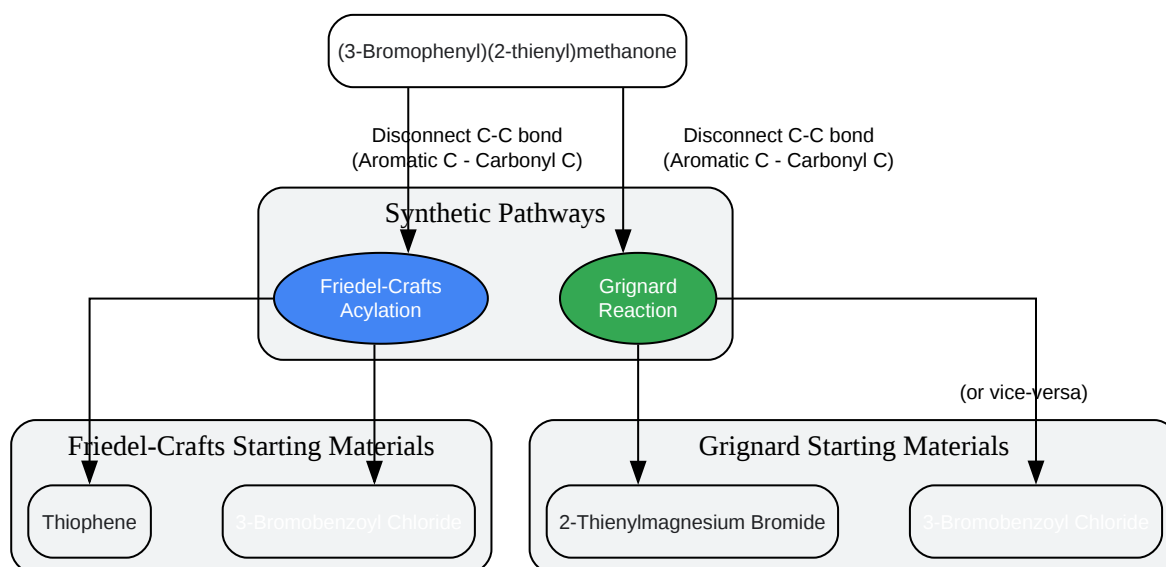 (3-Bromophenyl)(2-thienyl)methanone
Disconnect C-C bond
(Aromatic C - Carbonyl C)
Disconnect C-C bond
(Aromatic C - Carbonyl C)
Synthetic Pathways
Friedel-Crafts
Acylation
Grignard
Reaction
(or vice-versa)
Friedel-Crafts Starting Materials
Grignard Starting Materials
Thiophene
3-Bromobenzoyl Chloride
2-Thienylmagnesium Bromide
3-Bromobenzoyl Chloride